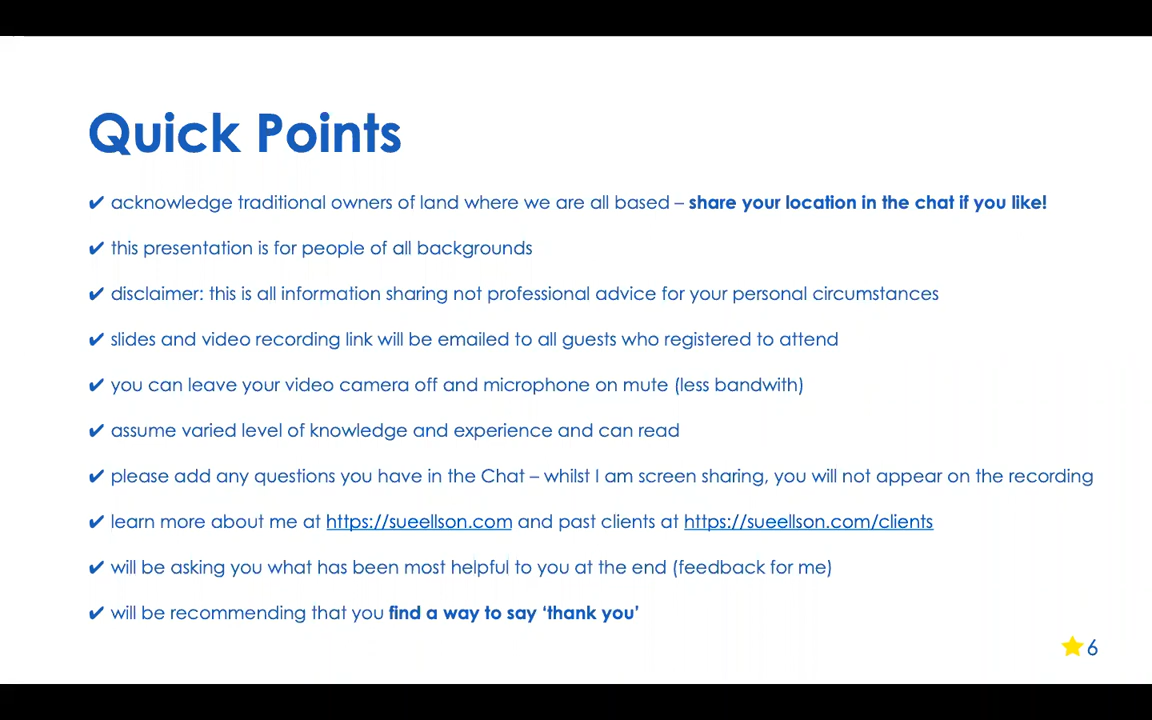 Quick Points
✔ acknowledge traditional owners of land where we are all based – share your location in the chat if you like!
✔ this presentation is for people of all backgrounds
✔ disclaimer: this is all information sharing not professional advice for your personal circumstances
✔ slides and video recording link will be emailed to all guests who registered to attend
✔ you can leave your video camera off and microphone on mute (less bandwith)
✔ assume varied level of knowledge and experience and can read
✔ please add any questions you have in the Chat – whilst I am screen sharing, you will not appear on the recording
✔ learn more about me at https://sueellson.com and past clients at https://sueellson.com/clients
✔ will be asking you what has been most helpful to you at the end (feedback for me)
✔ will be recommending that you find a way to say ‘thank you’
6